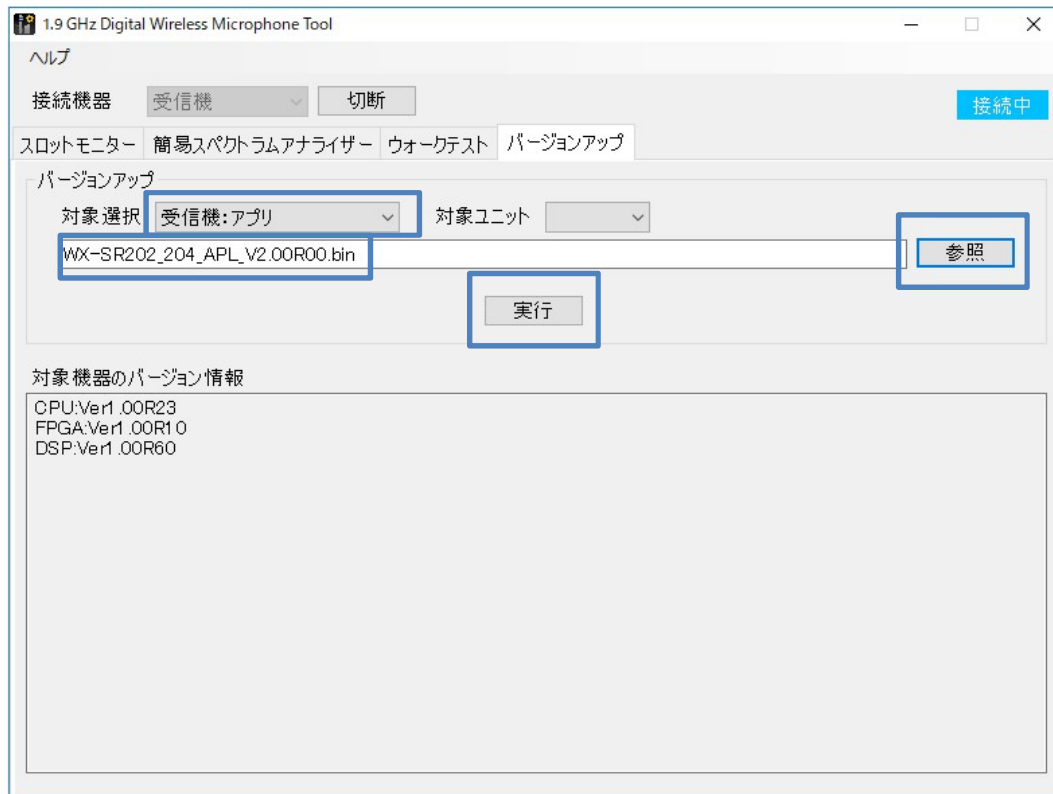 1.9 GHz Digital Wireless Microphone Tool
ヘルプ
接続機器 受信機 切断 接続中
スロットモニター 簡易スペクトラムアナライザー ウォークテスト バージョンアップ
バージョンアップ
対象選択 受信機:アプリ 対象ユニット
WX-SR202_204_APL_V2.00R00.bin 参照
実行
対象機器のバージョン情報
CPU:Ver1.00R23
FPGA:Ver1.00R10
DSP:Ver1.00R60